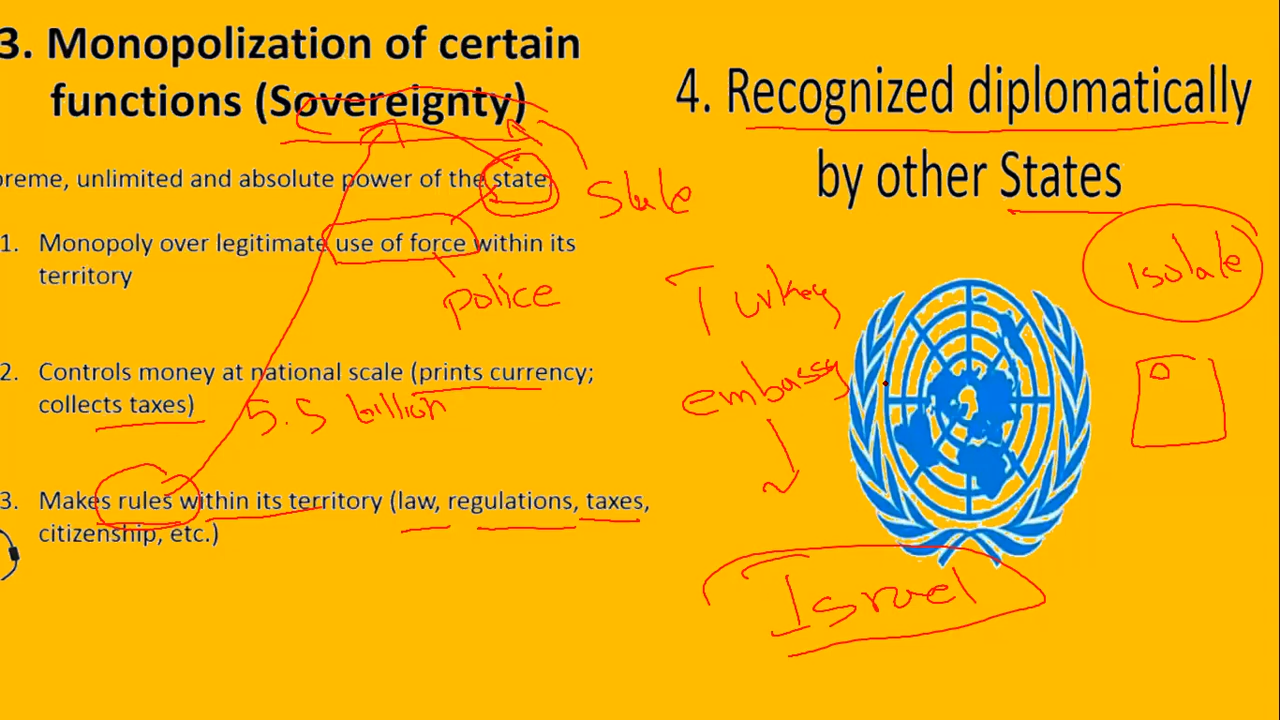 3. Monopolization of certain
functions (Sovereignty)
preme, unlimited and absolute power of the state
State
1. Monopoly over legitimate use of force within its
territory
police
2. Controls money at national scale (prints currency;
collects taxes)
5.5 billion
3. Makes rules within its territory (law, regulations, taxes,
citizenship, etc.)
4. Recognized diplomatically
by other States
Isolate
Turkey
embassy
Israel